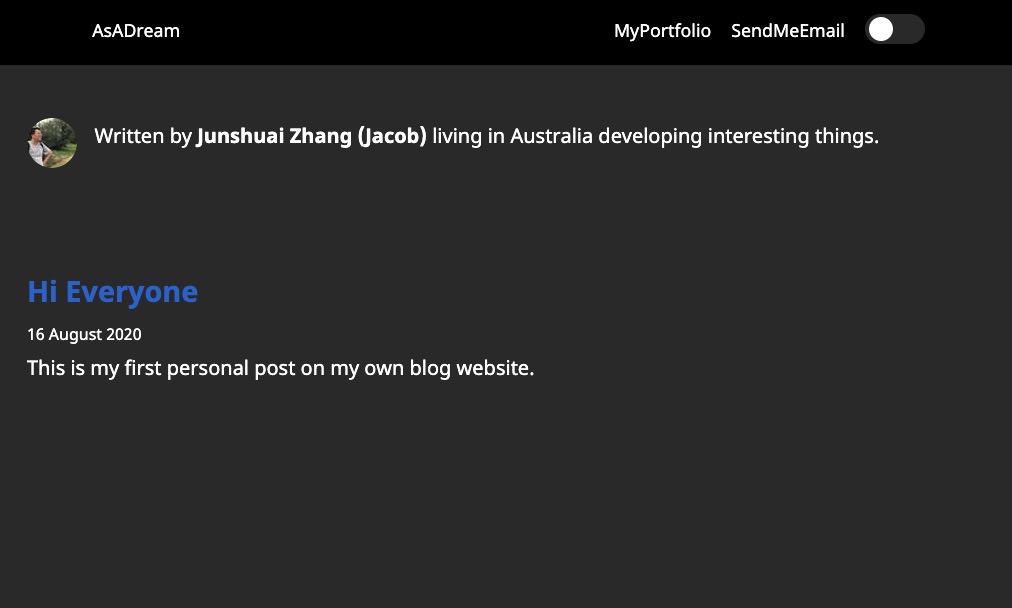 AsADream
MyPortfolio SendMeEmail
Written by Junshuai Zhang (Jacob) living in Australia developing interesting things.
Hi Everyone
16 August 2020
This is my first personal post on my own blog website.